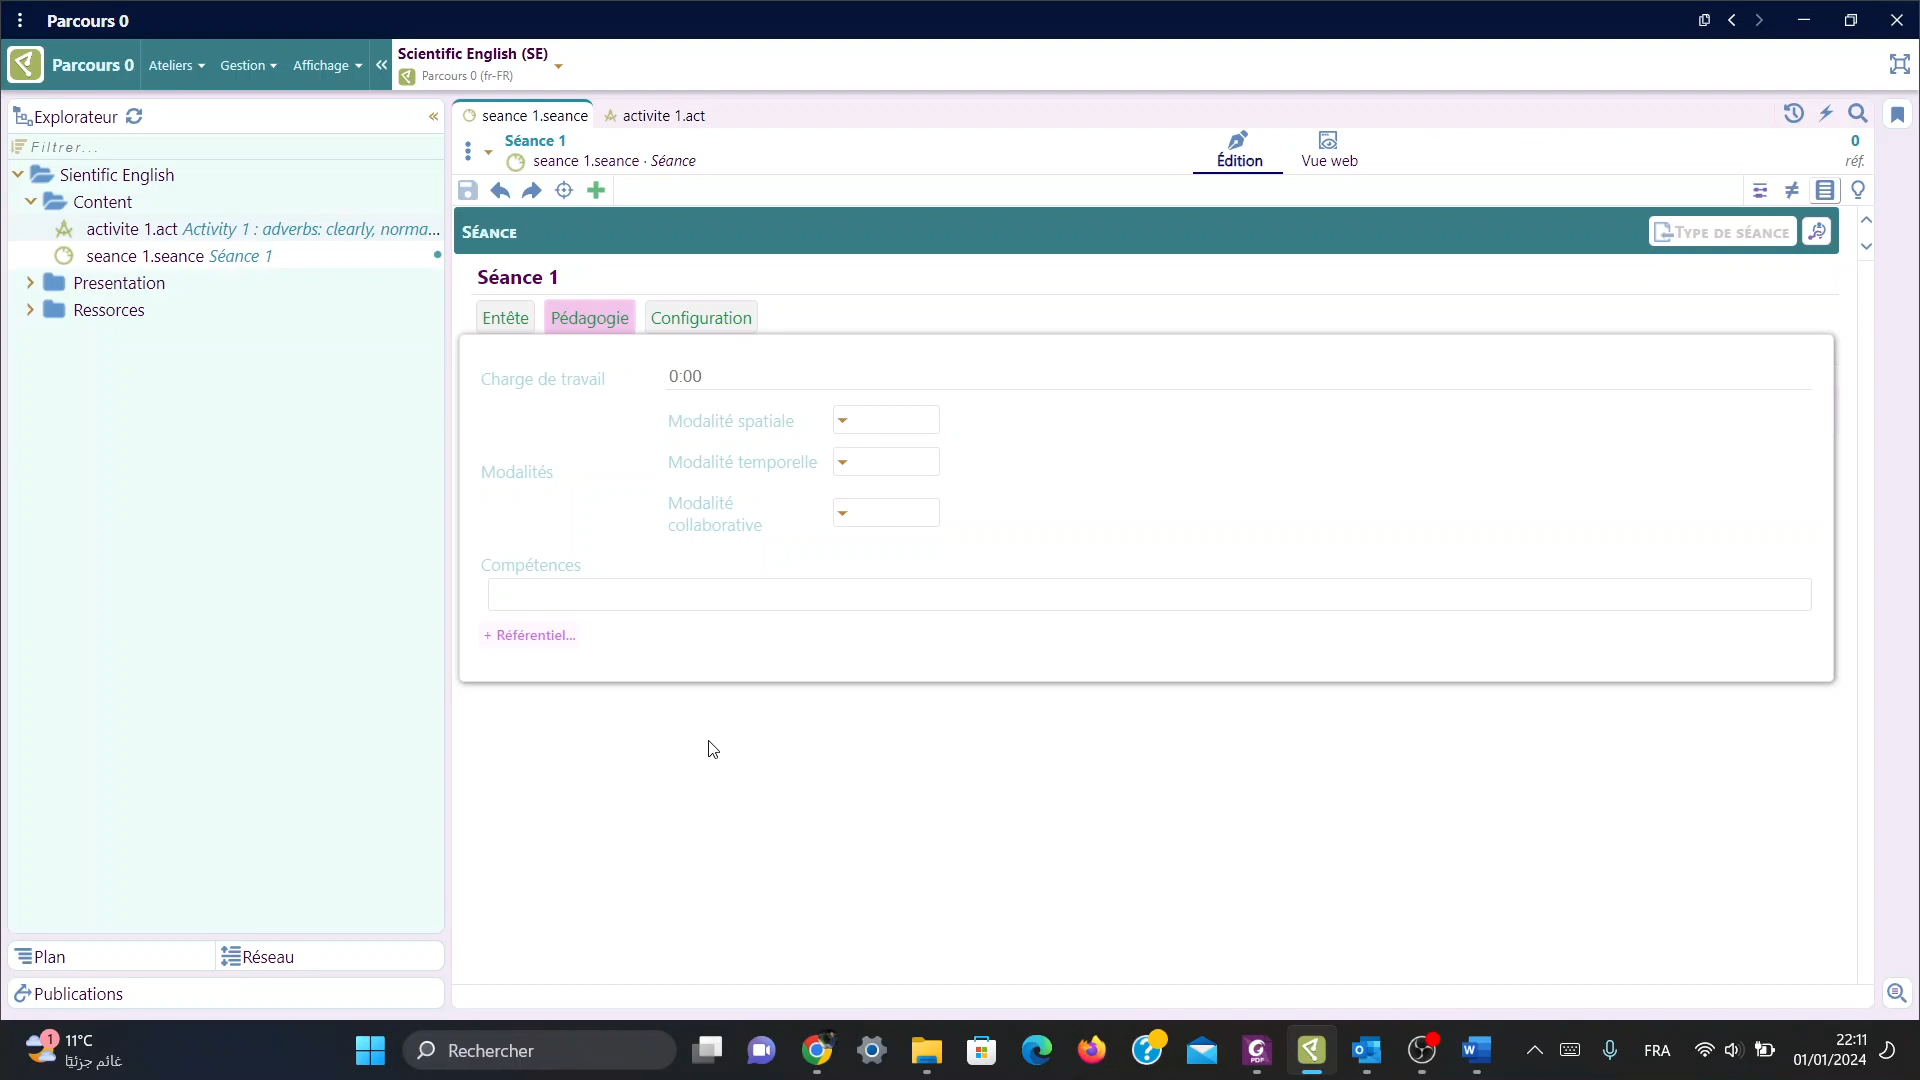 Parcours 0
Parcours 0
Ateliers
Gestion
Affichage
Scientific English (SE)
Parcours 0 (fr-FR)
Explorateur
Filtrer...
Sientific English
Content
activite 1.act Activity 1 : adverbs: clearly, norma...
seance 1.seance Séance 1
Presentation
Ressorces
seance 1.seance
activite 1.act
Séance 1
seance 1.seance · Séance
Édition
Vue web
0
réf.
Séance
Type de séance
Séance 1
Entête
Pédagogie
Configuration
Charge de travail
0:00
Modalités
Modalité spatiale
Modalité temporelle
Modalité
collaborative
Compétences
+ Référentiel...
Plan
Réseau
Publications
1
11°C
غائم جزئيًا
Rechercher
PDF
W
FRA
22:11
01/01/2024